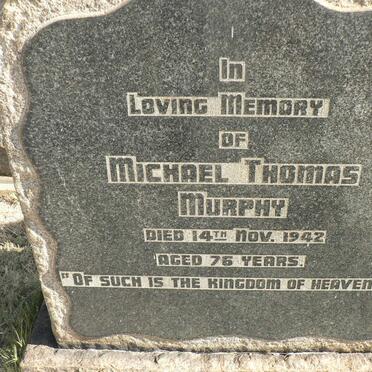 In
Loving Memory
of
Michael Thomas
Murphy
Died 14th Nov. 1942
Aged 76 years.
"Of such is the kingdom of heaven